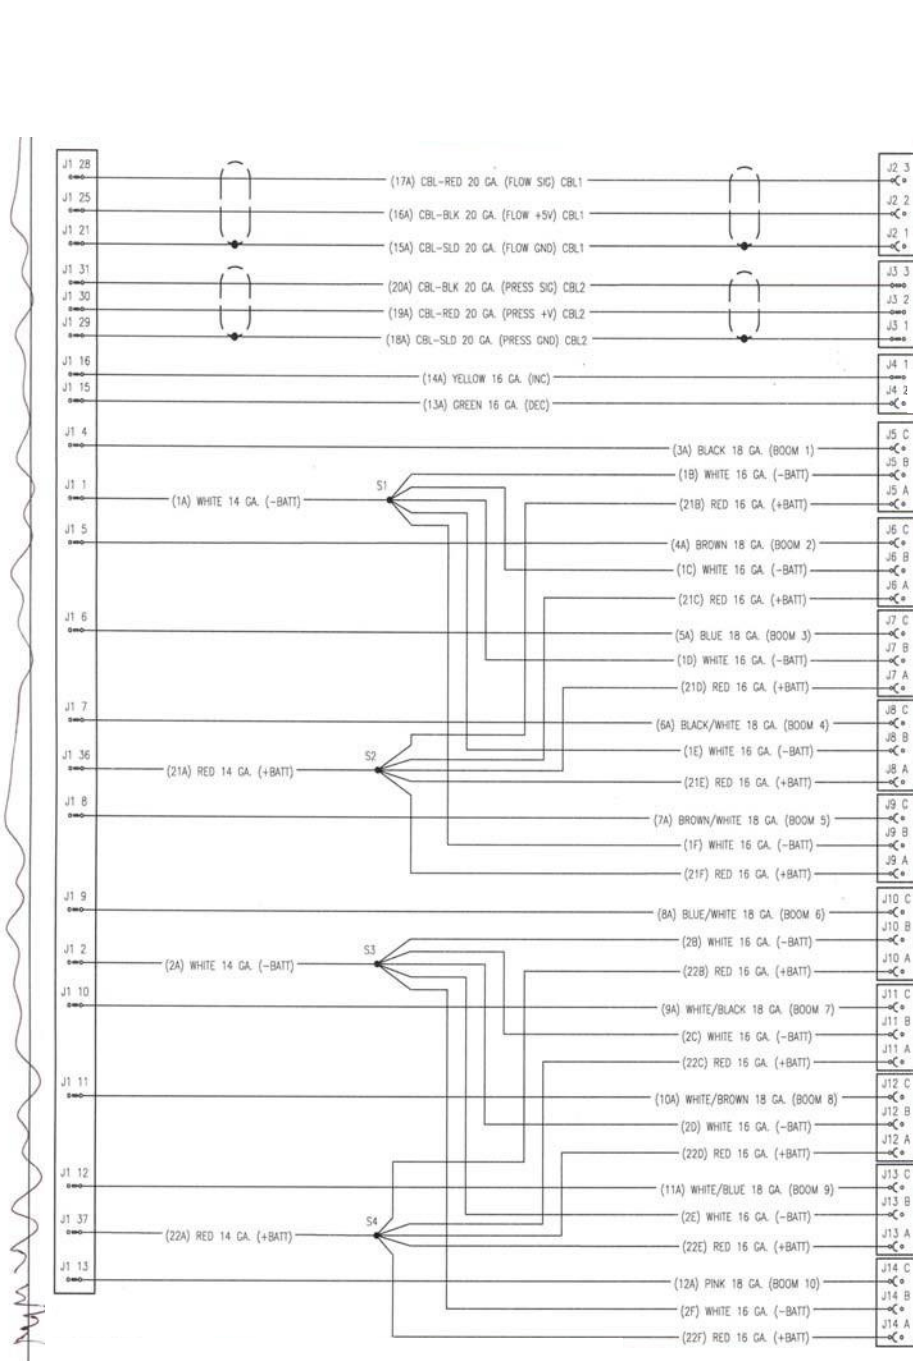 J1 28
(17A) CBL-RED 20 GA. (FLOW SIG) CBL1
J2 3
J1 25
(16A) CBL-BLK 20 GA. (FLOW +5V) CBL1
J2 2
J1 21
(15A) CBL-SLD 20 GA. (FLOW GND) CBL1
J2 1
J1 31
(20A) CBL-BLK 20 GA. (PRESS SIG) CBL2
J3 3
J1 30
(19A) CBL-RED 20 GA. (PRESS +V) CBL2
J3 2
J1 29
(18A) CBL-SLD 20 GA. (PRESS GND) CBL2
J3 1
J1 16
(14A) YELLOW 16 GA. (INC)
J4 1
J1 15
(13A) GREEN 16 GA. (DEC)
J4 2
J1 4
(3A) BLACK 18 GA. (BOOM 1)
J5 C
(1B) WHITE 16 GA. (-BATT)
J5 B
J1 1
(1A) WHITE 14 GA. (-BATT)
S1
(21B) RED 16 GA. (+BATT)
J5 A
J1 5
(4A) BROWN 18 GA. (BOOM 2)
J6 C
(1C) WHITE 16 GA. (-BATT)
J6 B
(21C) RED 16 GA. (+BATT)
J6 A
J1 6
(5A) BLUE 18 GA. (BOOM 3)
J7 C
(1D) WHITE 16 GA. (-BATT)
J7 B
(21D) RED 16 GA. (+BATT)
J7 A
J1 7
(6A) BLACK/WHITE 18 GA. (BOOM 4)
J8 C
(1E) WHITE 16 GA. (-BATT)
J8 B
J1 36
(21A) RED 14 GA. (+BATT)
S2
(21E) RED 16 GA. (+BATT)
J8 A
J1 8
(7A) BROWN/WHITE 18 GA. (BOOM 5)
J9 C
(1F) WHITE 16 GA. (-BATT)
J9 B
(21F) RED 16 GA. (+BATT)
J9 A
J1 9
(8A) BLUE/WHITE 18 GA. (BOOM 6)
J10 C
(2B) WHITE 16 GA. (-BATT)
J10 B
J1 2
(2A) WHITE 14 GA. (-BATT)
S3
(22B) RED 16 GA. (+BATT)
J10 A
J1 10
(9A) WHITE/BLACK 18 GA. (BOOM 7)
J11 C
(2C) WHITE 16 GA. (-BATT)
J11 B
(22C) RED 16 GA. (+BATT)
J11 A
J1 11
(10A) WHITE/BROWN 18 GA. (BOOM 8)
J12 C
(2D) WHITE 16 GA. (-BATT)
J12 B
(22D) RED 16 GA. (+BATT)
J12 A
J1 12
(11A) WHITE/BLUE 18 GA. (BOOM 9)
J13 C
(2E) WHITE 16 GA. (-BATT)
J13 B
J1 37
(22A) RED 14 GA. (+BATT)
S4
(22E) RED 16 GA. (+BATT)
J13 A
J1 13
(12A) PINK 18 GA. (BOOM 10)
J14 C
(2F) WHITE 16 GA. (-BATT)
J14 B
(22F) RED 16 GA. (+BATT)
J14 A